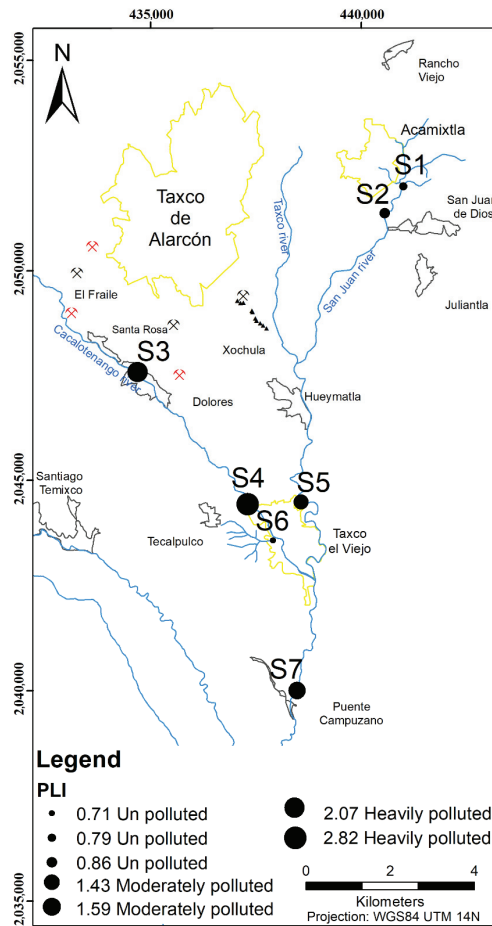 435,000
440,000
2,055,000
N
Rancho
Viejo
Acamixtla
S1
S2
San Juan
de Dios
Taxco
de
Alarcón
Taxco river
San Juan river
2,050,000
El Fraile
Juliantla
Santa Rosa
Xochula
S3
Cacalotenango river
Dolores
Hueymatla
2,045,000
Santiago
Temixco
S4
S5
S6
Tecalpulco
Taxco
el Viejo
2,040,000
S7
Puente
Campuzano
Legend
PLI
0.71 Un polluted
0.79 Un polluted
0.86 Un polluted
1.43 Moderately polluted
1.59 Moderately polluted
2.07 Heavily polluted
2.82 Heavily polluted
0 2 4
Kilometers
Projection: WGS84 UTM 14N
2,035,000